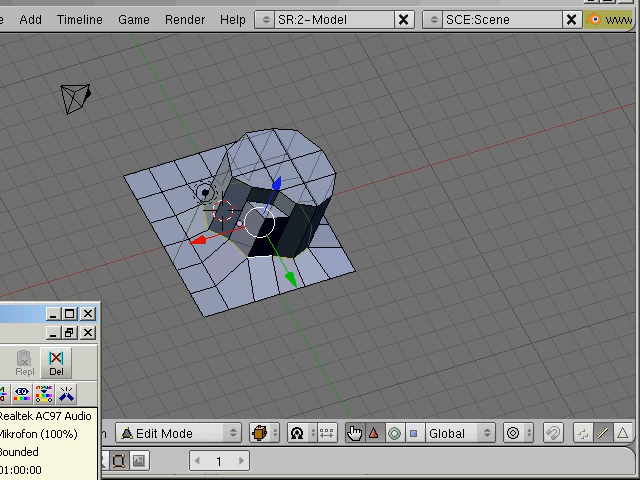 Add Timeline Game Render Help SR:2-Model SCE:Scene www
Repl Del
Realtek AC97 Audio
Mikrofon (100%)
Bounded
01:00:00
Edit Mode Global
1